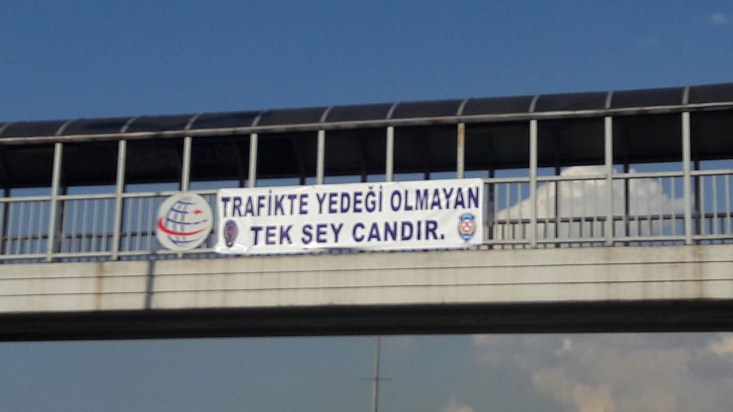 TRAFİKTE YEDEĞİ OLMAYAN
TEK ŞEY CANDIR.